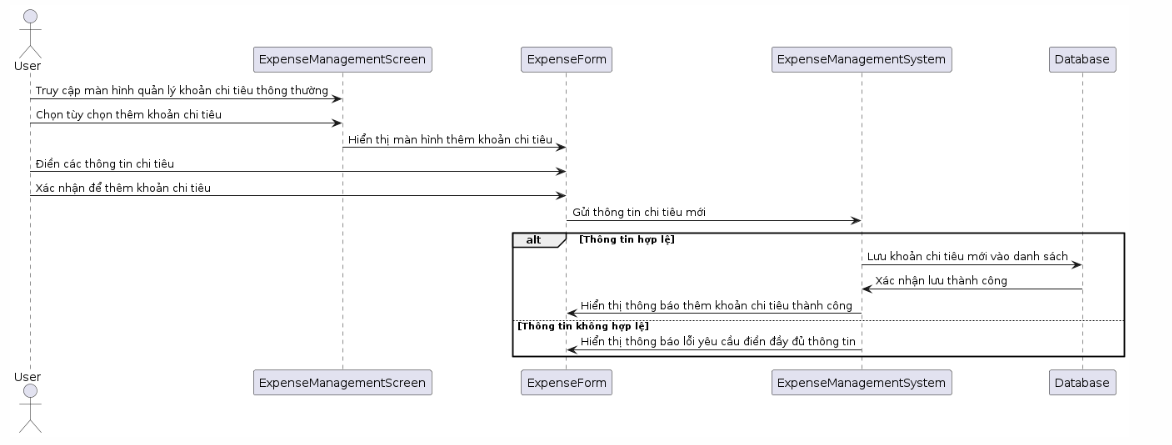 User
ExpenseManagementScreen
ExpenseForm
ExpenseManagementSystem
Database
Truy cập màn hình quản lý khoản chi tiêu thông thường
Chọn tùy chọn thêm khoản chi tiêu
Hiển thị màn hình thêm khoản chi tiêu
Điền các thông tin chi tiêu
Xác nhận để thêm khoản chi tiêu
Gửi thông tin chi tiêu mới
alt [Thông tin hợp lệ]
Lưu khoản chi tiêu mới vào danh sách
Xác nhận lưu thành công
Hiển thị thông báo thêm khoản chi tiêu thành công
[Thông tin không hợp lệ]
Hiển thị thông báo lỗi yêu cầu điền đầy đủ thông tin
User
ExpenseManagementScreen
ExpenseForm
ExpenseManagementSystem
Database